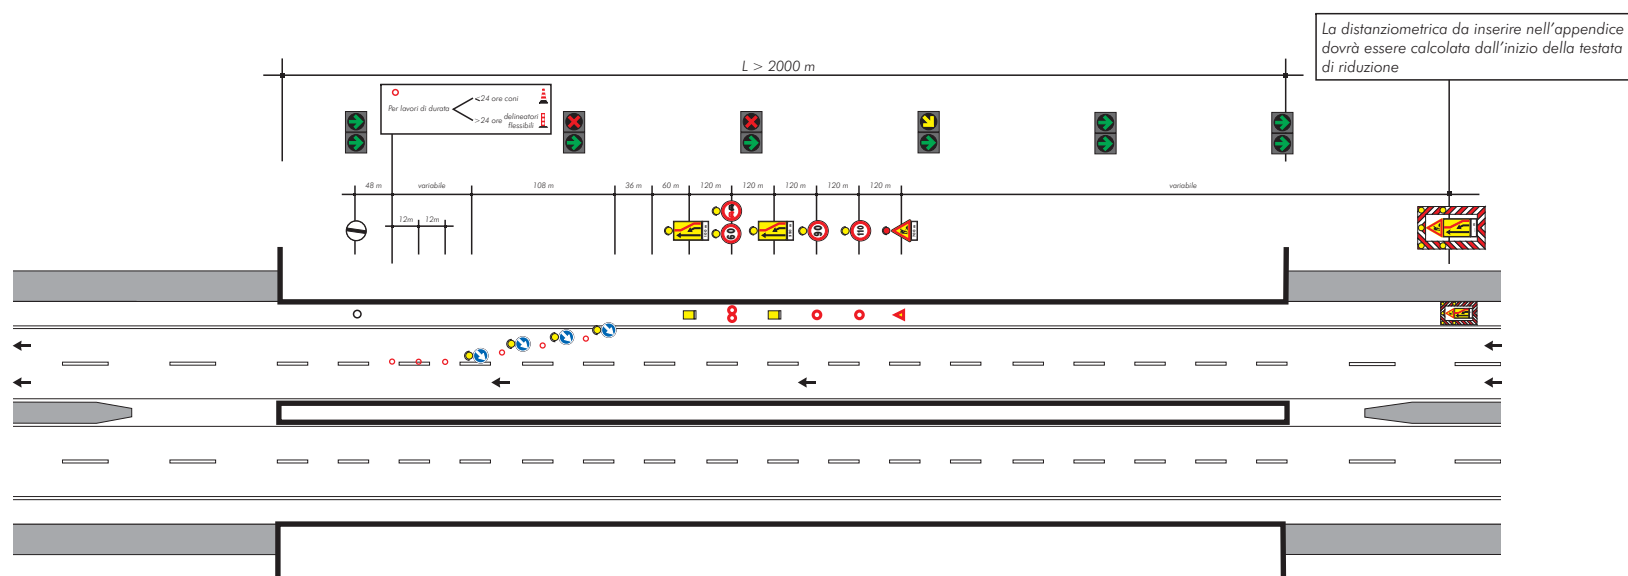 La distanziometrica da inserire nell'appendice
dovrà essere calcolata dall'inizio della testata
di riduzione
L > 2000 m
Per lavori di durata
<24 ore coni
>24 ore delineatori
flessibili
48 m variabile 108 m 36 m 60 m 120 m 120 m 120 m 120 m 120 m variabile
12m 12m
60 90 110